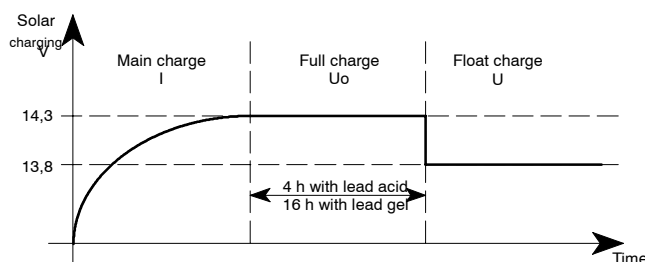 Solar
charging
V
Main charge
I
Full charge
Uo
Float charge
U
14,3
13,8
4 h with lead acid
16 h with lead gel
Time